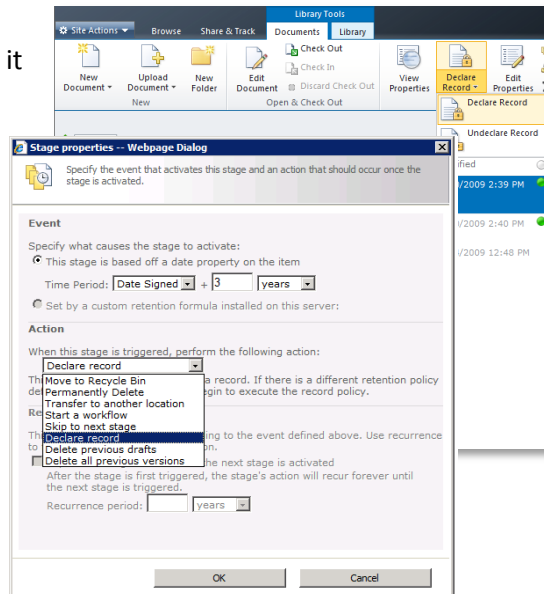 it
Library Tools
Site Actions Browse Share & Track Documents Library
New Document
Upload Document
New Folder
Edit Document
Check Out
Check In
Discard Check Out
View Properties
Declare Record
Edit Properties
New Open & Check Out
Declare Record
Undeclare Record
Stage properties -- Webpage Dialog
Specify the event that activates this stage and an action that should occur once the
stage is activated.
/2009 2:39 PM
/2009 2:40 PM
/2009 12:48 PM
Event
Specify what causes the stage to activate:
This stage is based off a date property on the item
Time Period: Date Signed + 3 years
Set by a custom retention formula installed on this server:
Action
When this stage is triggered, perform the following action:
Declare record
Move to Recycle Bin
a record. If there is a different retention policy
Permanently Delete
to execute the record policy.
Transfer to another location
Start a workflow
Skip to next stage
to the event defined above. Use recurrence
Declare record
Delete previous drafts
Delete all previous versions
the next stage is activated
After the stage is first triggered, the stage's action will recur forever until
the next stage is triggered.
Recurrence period: years
OK Cancel